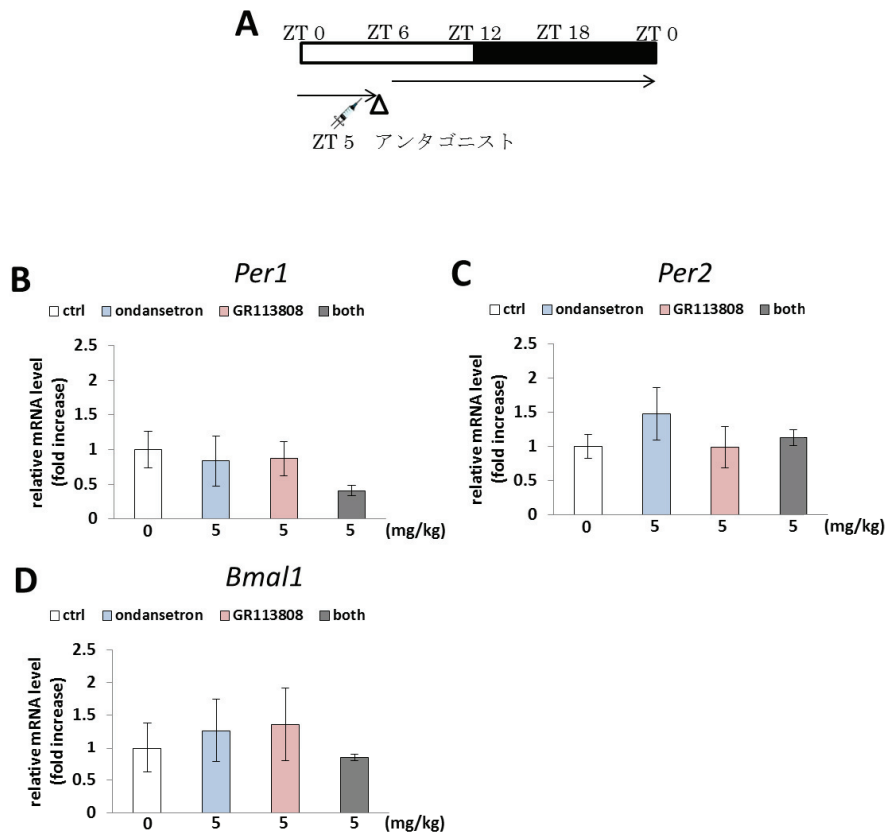 A
ZT 0 ZT 6 ZT 12 ZT 18 ZT 0
ZT 5 アンタゴニスト
B
Per1
ctrl ondansetron GR113808 both
relative mRNA level
(fold increase)
2.5
2
1.5
1
0.5
0
0 5 5 5 (mg/kg)
C
Per2
ctrl ondansetron GR113808 both
relative mRNA level
(fold increase)
2.5
2
1.5
1
0.5
0
0 5 5 5 (mg/kg)
D
Bmal1
ctrl ondansetron GR113808 both
relative mRNA level
(fold increase)
2.5
2
1.5
1
0.5
0
0 5 5 5 (mg/kg)